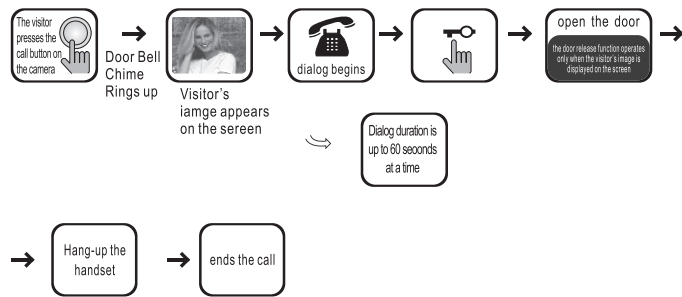 The visitor
presses the
call button on
the camera
Door Bell
Chime
Rings up
Visitor's
iamge appears
on the sereen
dialog begins
open the door
the door release function operates
only when the visitor's image is
displayed on the screen
Dialog duration is
up to 60 seoonds
at a time
Hang-up the
handset
ends the call